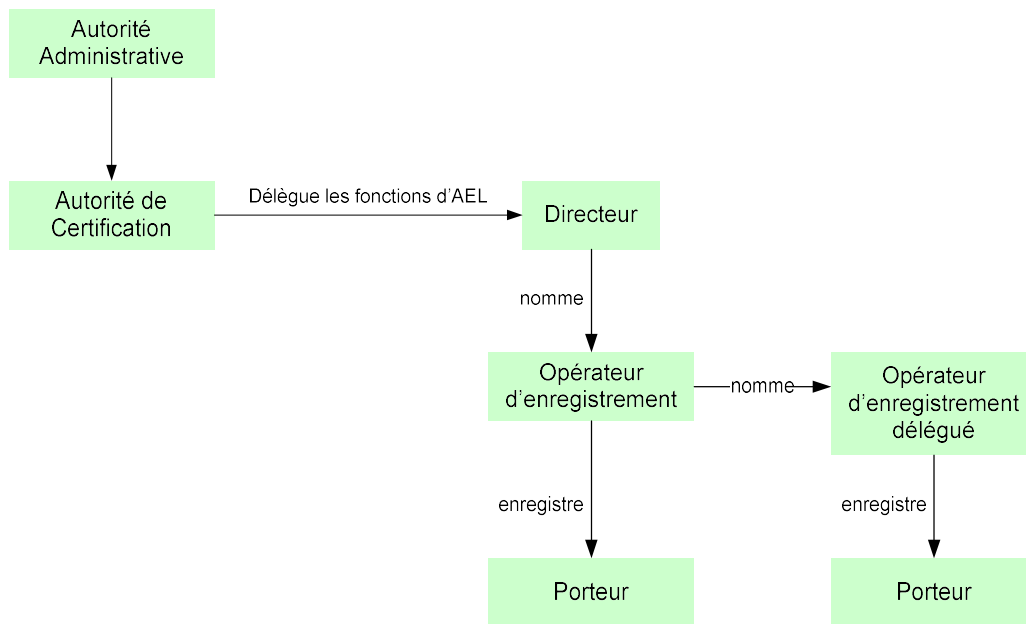 Autorité
Administrative
Autorité de
Certification
Délègue les fonctions d’AEL
Directeur
nomme
Opérateur
d’enregistrement
nomme
Opérateur
d’enregistrement
délégué
enregistre
enregistre
Porteur
Porteur